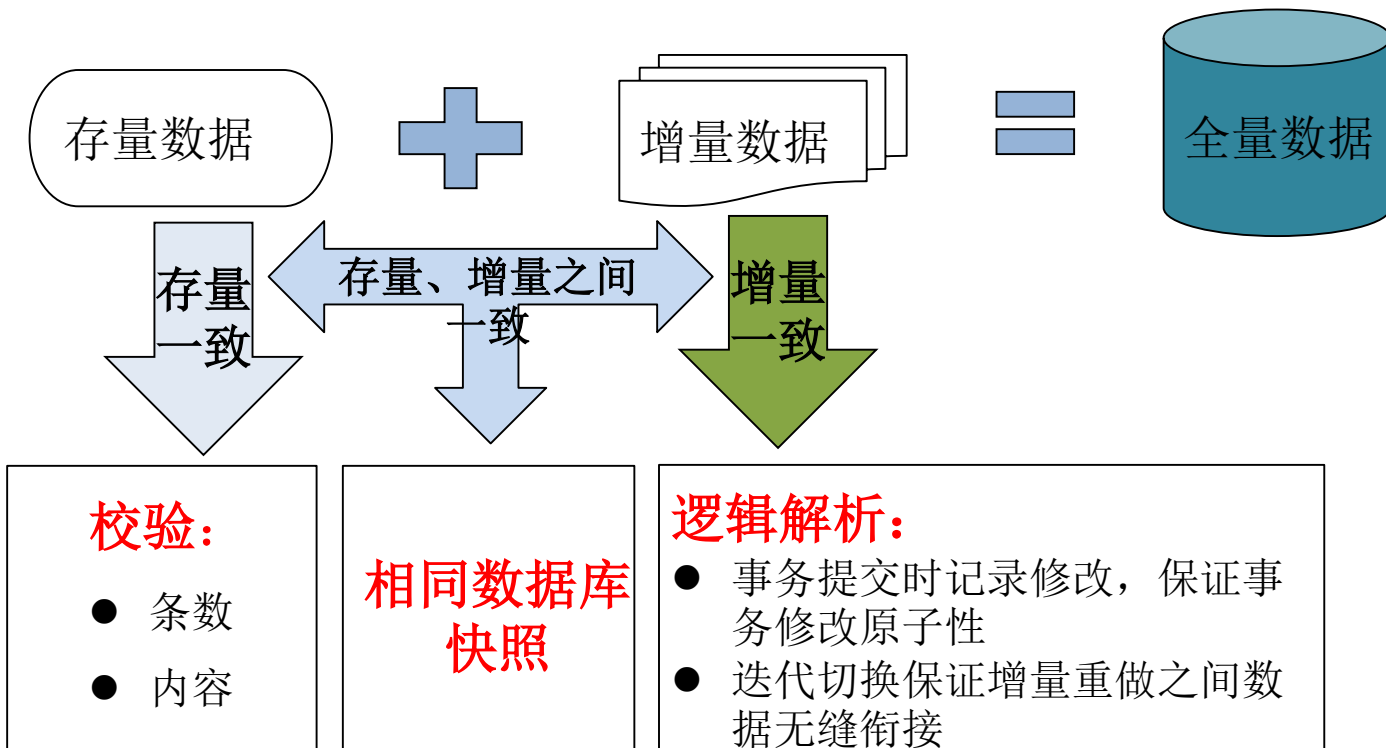 存量数据
增量数据
全量数据
存量
一致
存量、增量之间
一致
增量
一致
校验：
● 条数
● 内容
相同数据库
快照
逻辑解析：
● 事务提交时记录修改，保证事
务修改原子性
● 迭代切换保证增量重做之间数
据无缝衔接